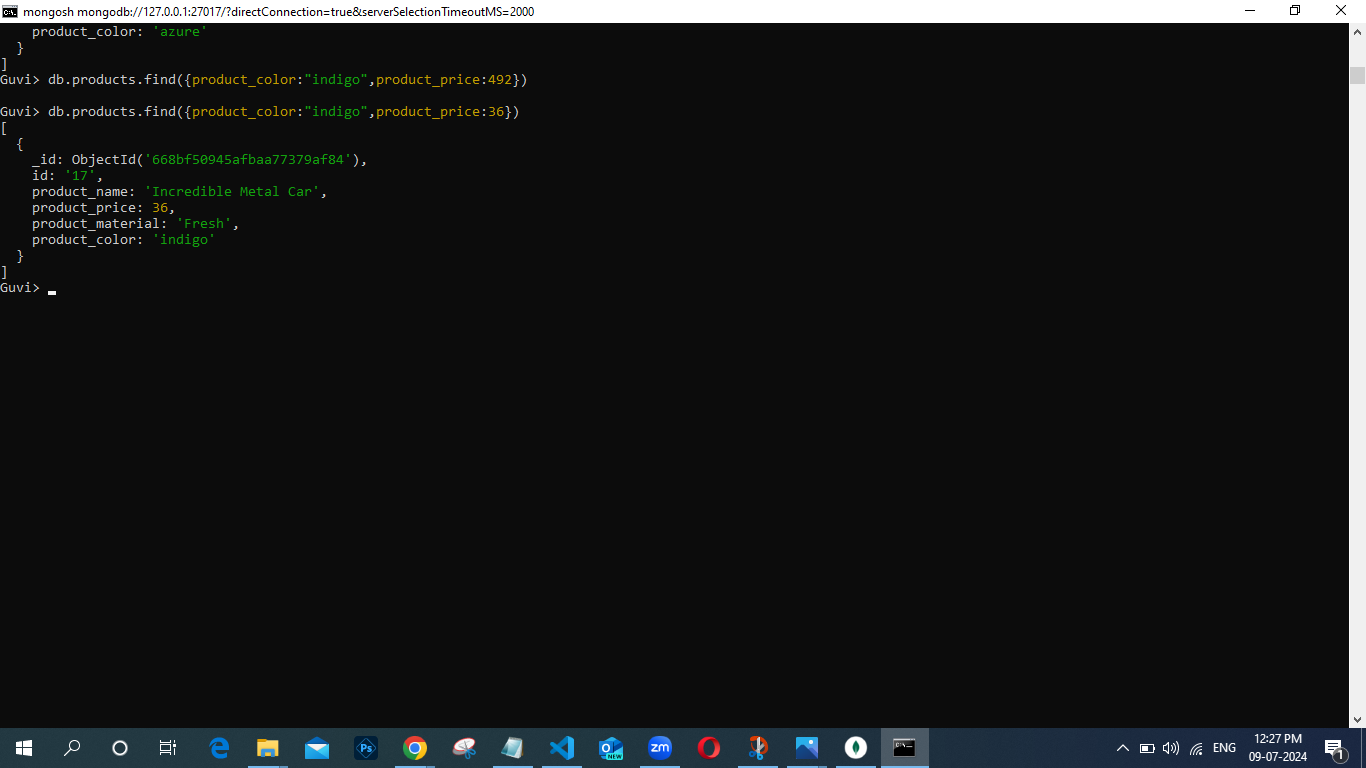 mongosh mongodb://127.0.0.1:27017/?directConnection=true&serverSelectionTimeoutMS=2000
    product_color: 'azure'
  }
]
Guvi> db.products.find({product_color:"indigo",product_price:492})

Guvi> db.products.find({product_color:"indigo",product_price:36})
[
  {
    _id: ObjectId('668bf50945afbaa77379af84'),
    id: '17',
    product_name: 'Incredible Metal Car',
    product_price: 36,
    product_material: 'Fresh',
    product_color: 'indigo'
  }
]
Guvi>
Ps
NEW
zm
ENG
12:27 PM
09-07-2024
1